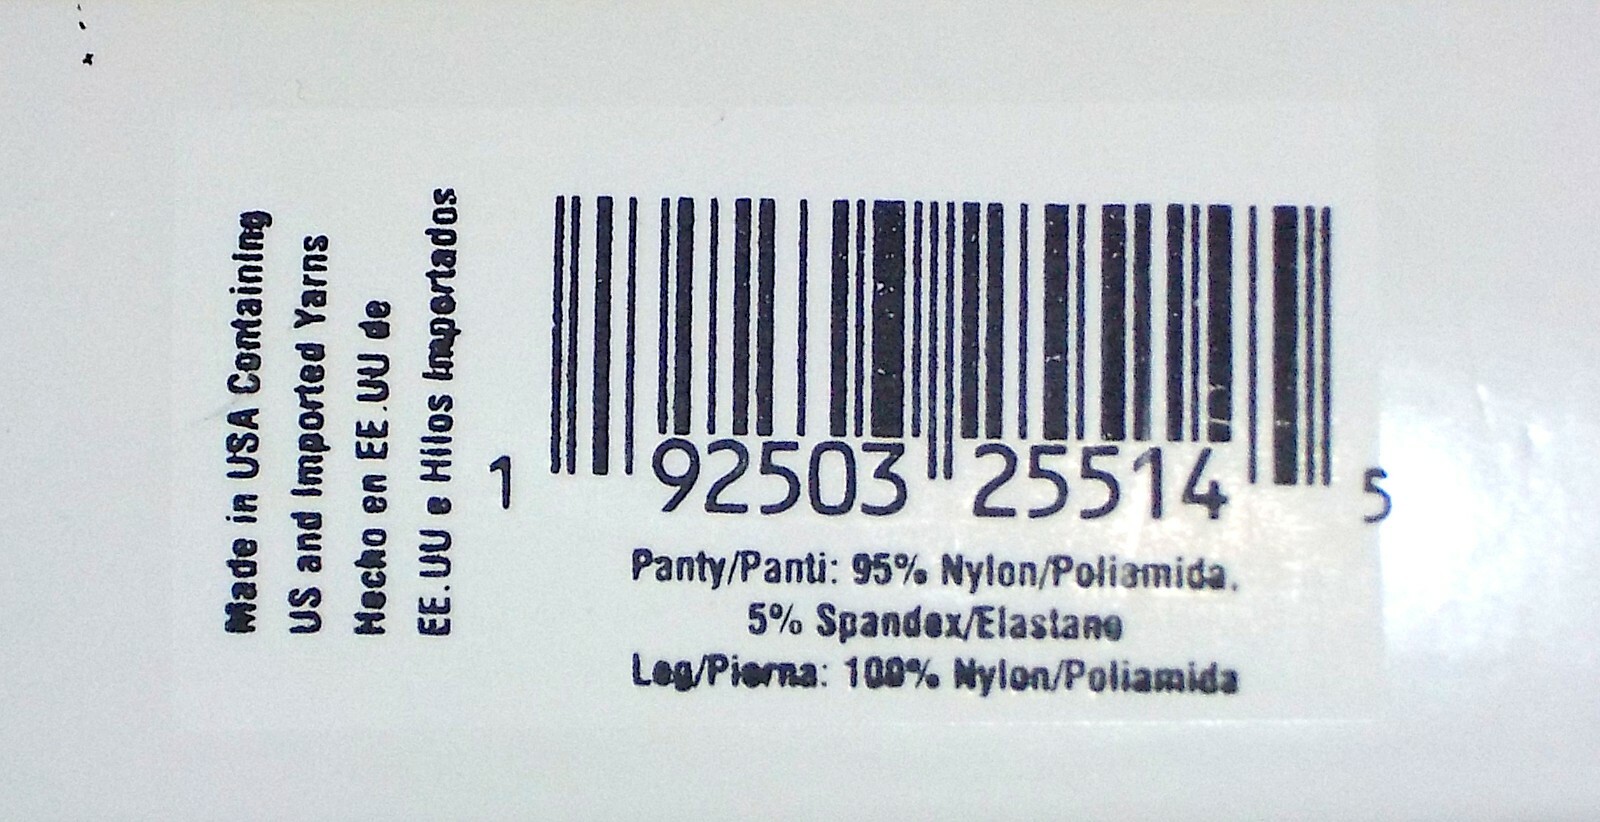 Made in USA Containing
US and Imported Yarns
Hecho en EE.UU de
EE.UU e Hilos Importados
1 92503 25514 5
Panty/Panti: 95% Nylon/Poliamida.
5% Spandex/Elastano
Leg/Pierna: 100% Nylon/Poliamida